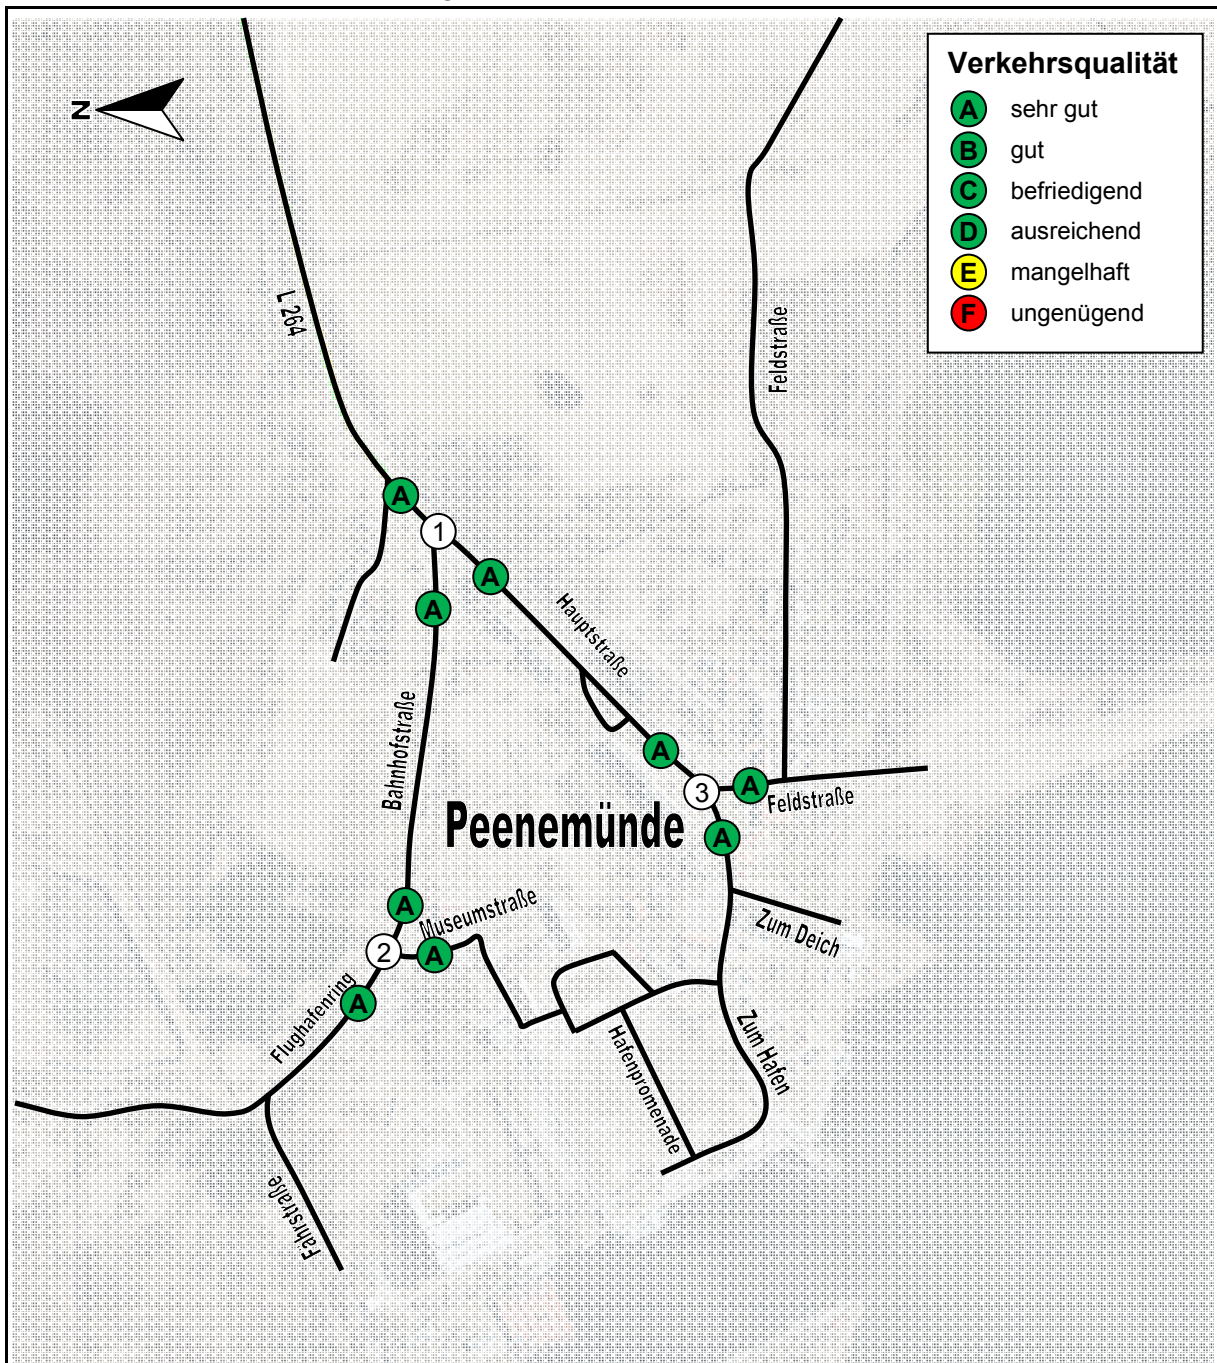 N
Verkehrsqualität
A sehr gut
B gut
C befriedigend
D ausreichend
E mangelhaft
F ungenügend
L 264
Feldstraße
A
1
A
A
Hauptstraße
Bahnhofstraße
A
3
A
Feldstraße
Peenemünde
A
A
Museumstraße
Zum Deich
2
A
A
Flughafenring
Zum Hafen
Hafenpromenade
Fährstraße